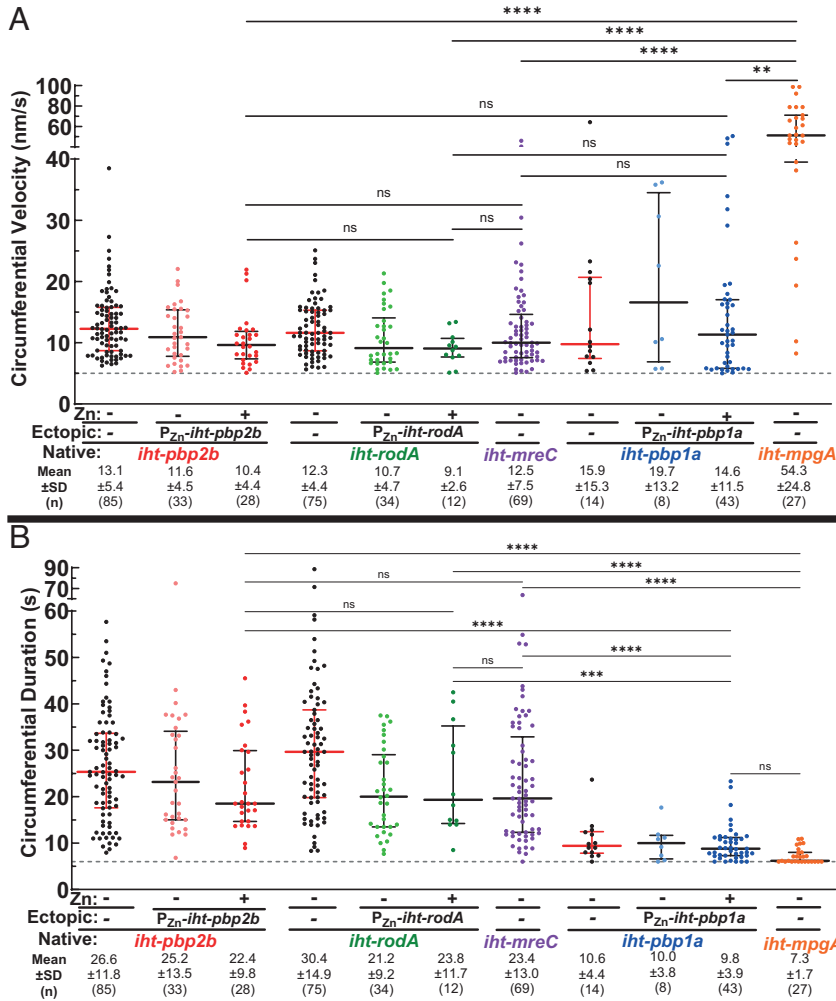 A
****
****
****
**
ns
ns
ns
ns
ns
ns
Circumferential Velocity (nm/s)
100
80
60
40
30
20
10
0
Zn: - - + - - + - - - + -
Ectopic: - PZn-iht-pbp2b - PZn-iht-rodA - - PZn-iht-pbp1a -
Native: iht-pbp2b iht-rodA iht-mreC iht-pbp1a iht-mpgA
Mean 13.1 11.6 10.4 12.3 10.7 9.1 12.5 15.9 19.7 14.6 54.3
±SD ±5.4 ±4.5 ±4.4 ±4.4 ±4.7 ±2.6 ±7.5 ±15.3 ±13.2 ±11.5 ±24.8
(n) (85) (33) (28) (75) (34) (12) (69) (14) (8) (43) (27)
B
****
****
ns
****
ns
****
****
ns
***
ns
Circumferential Duration (s)
90
80
70
60
50
40
30
20
10
0
Zn: - - + - - + - - - + -
Ectopic: - PZn-iht-pbp2b - PZn-iht-rodA - - PZn-iht-pbp1a -
Native: iht-pbp2b iht-rodA iht-mreC iht-pbp1a iht-mpgA
Mean 26.6 25.2 22.4 30.4 21.2 23.8 23.4 10.6 10.0 9.8 7.3
±SD ±11.8 ±13.5 ±9.8 ±14.9 ±9.2 ±11.7 ±13.0 ±4.4 ±3.8 ±3.9 ±1.7
(n) (85) (33) (28) (75) (34) (12) (69) (14) (8) (43) (27)